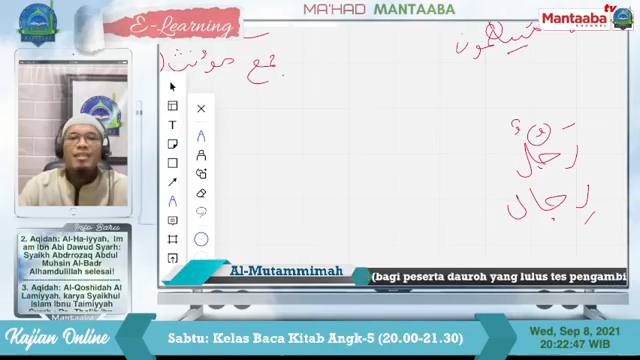 MA'HAD MANTAABA
E-Learning
Mantaaba tv
جمع مؤنث
رَجُلٌ
رِجال
Info Baru
2. Aqidah: Al-Ha-iyyah, Im
am ibn Abi Dawud Syarh:
Syaikh Abdrrozaq Abdul
Muhsin Al-Badr
Alhamdulillah selesai!
3. Aqidah: Al-Qoshidah Al
Lamiyyah, karya Syaikhul
Islam Ibnu Taimiyyah
Al-Mutammimah
(bagi peserta dauroh yang lulus tes pengambi
Kajian Online
Sabtu: Kelas Baca Kitab Angk-5 (20.00-21.30)
Wed, Sep 8, 2021
20:22:47 WIB